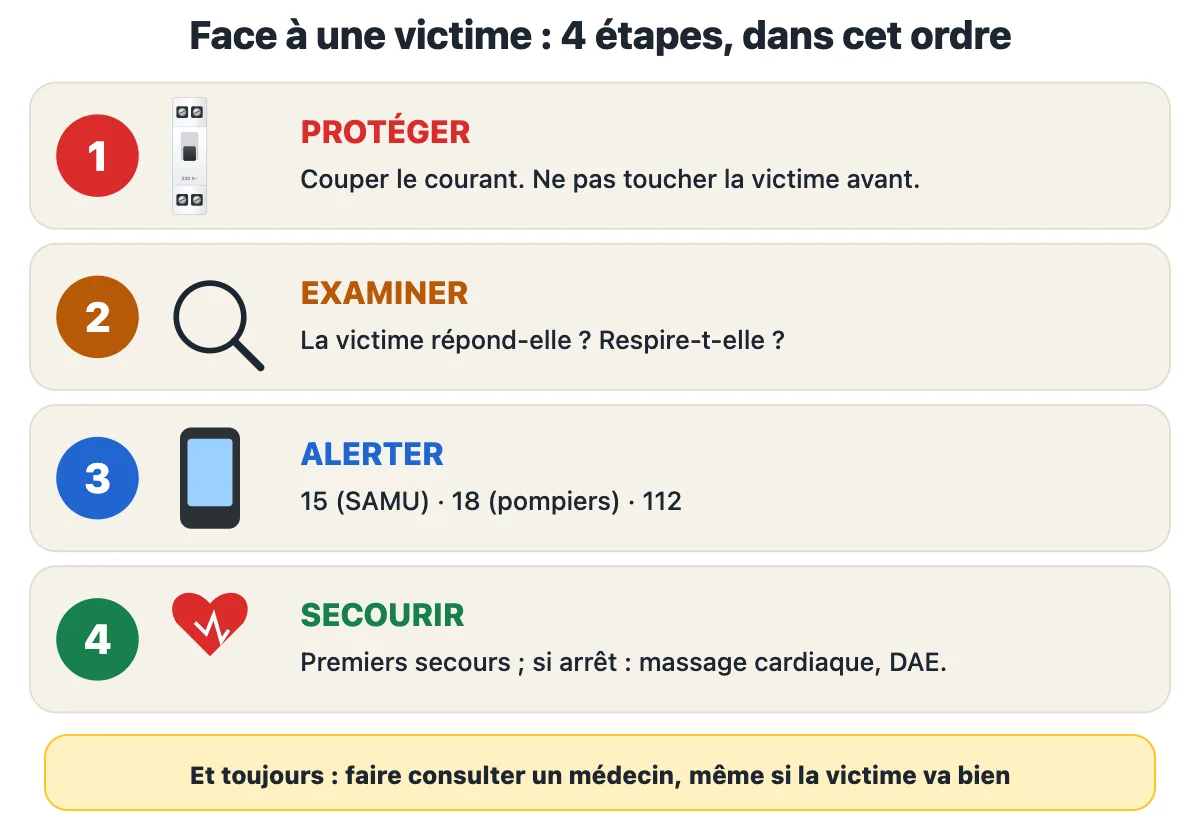 Face à une victime : 4 étapes, dans cet ordre
1
230 V~
PROTÉGER
Couper le courant. Ne pas toucher la victime avant.
2
EXAMINER
La victime répond-elle ? Respire-t-elle ?
3
ALERTER
15 (SAMU) · 18 (pompiers) · 112
4
SECOURIR
Premiers secours ; si arrêt : massage cardiaque, DAE.
Et toujours : faire consulter un médecin, même si la victime va bien